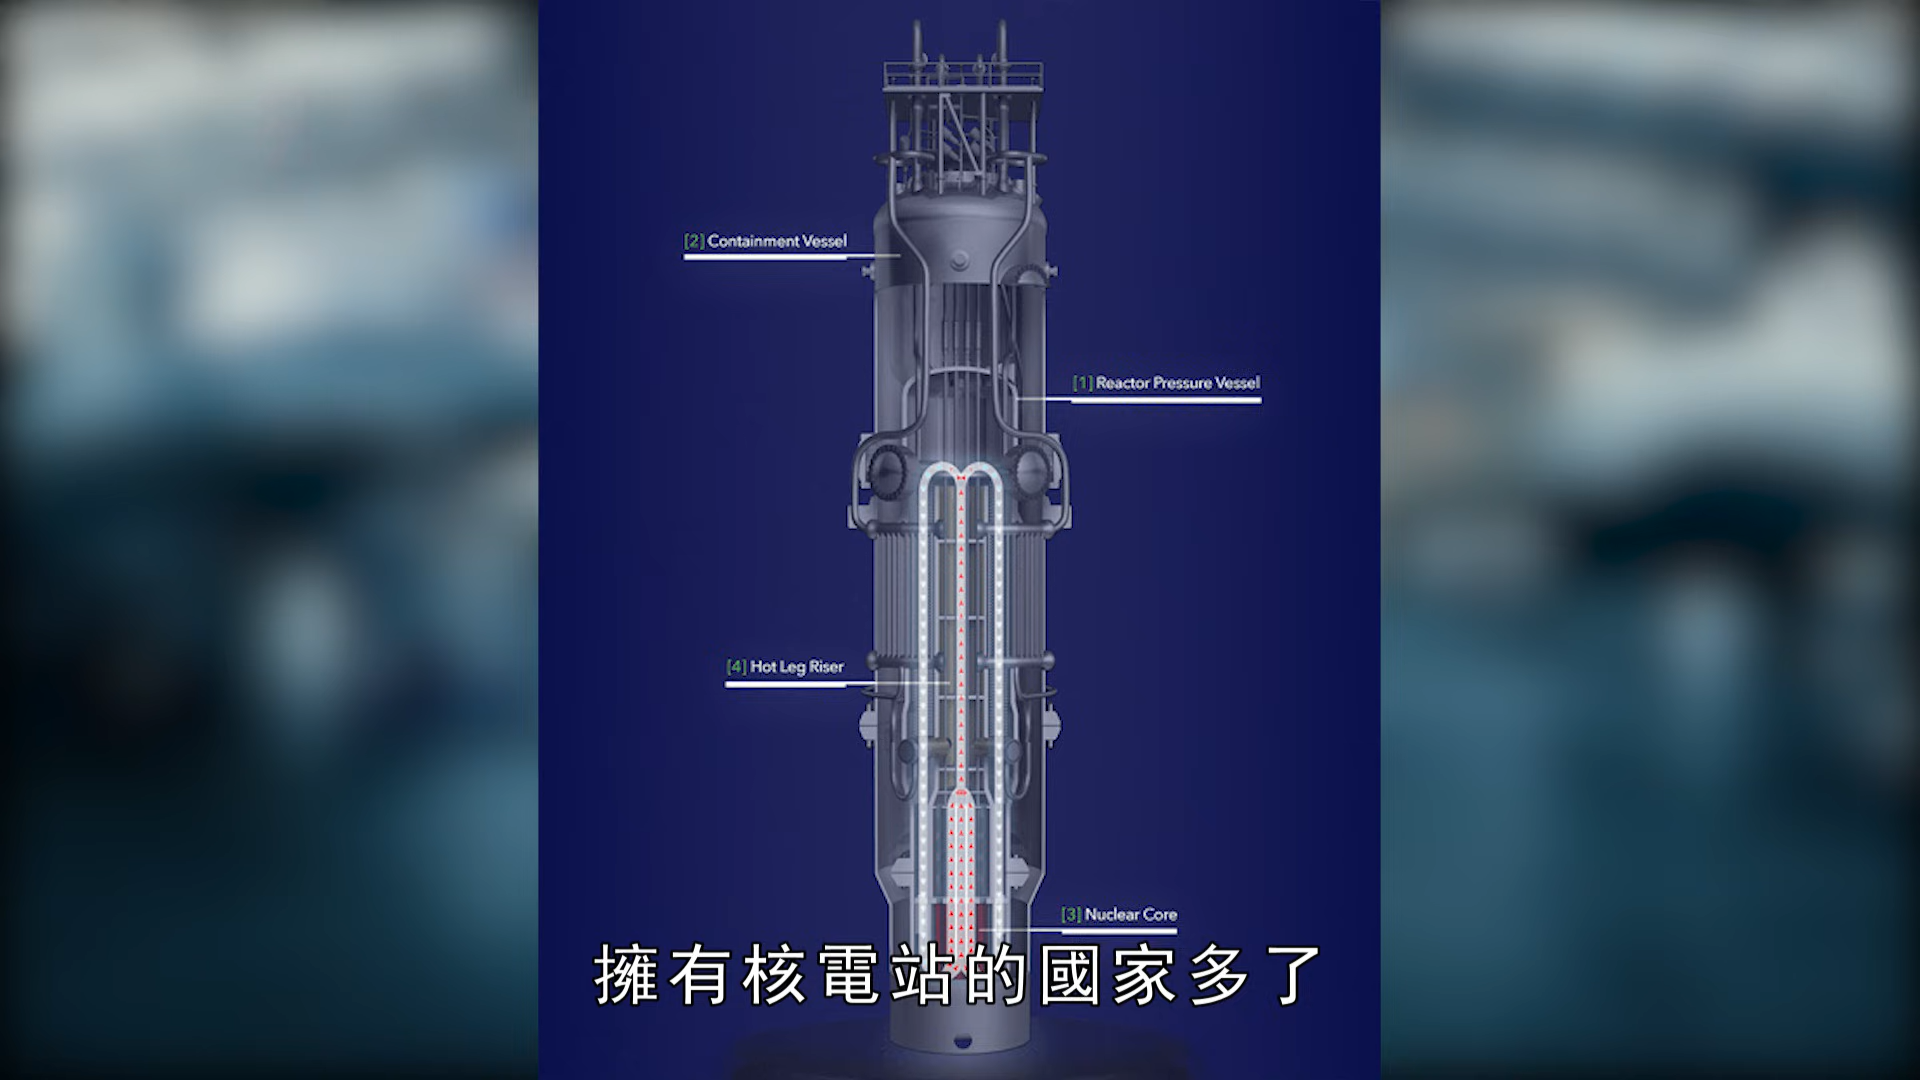 [2] Containment Vessel
[1] Reactor Pressure Vessel
[4] Hot Leg Riser
[3] Nuclear Core
擁有核電站的國家多了